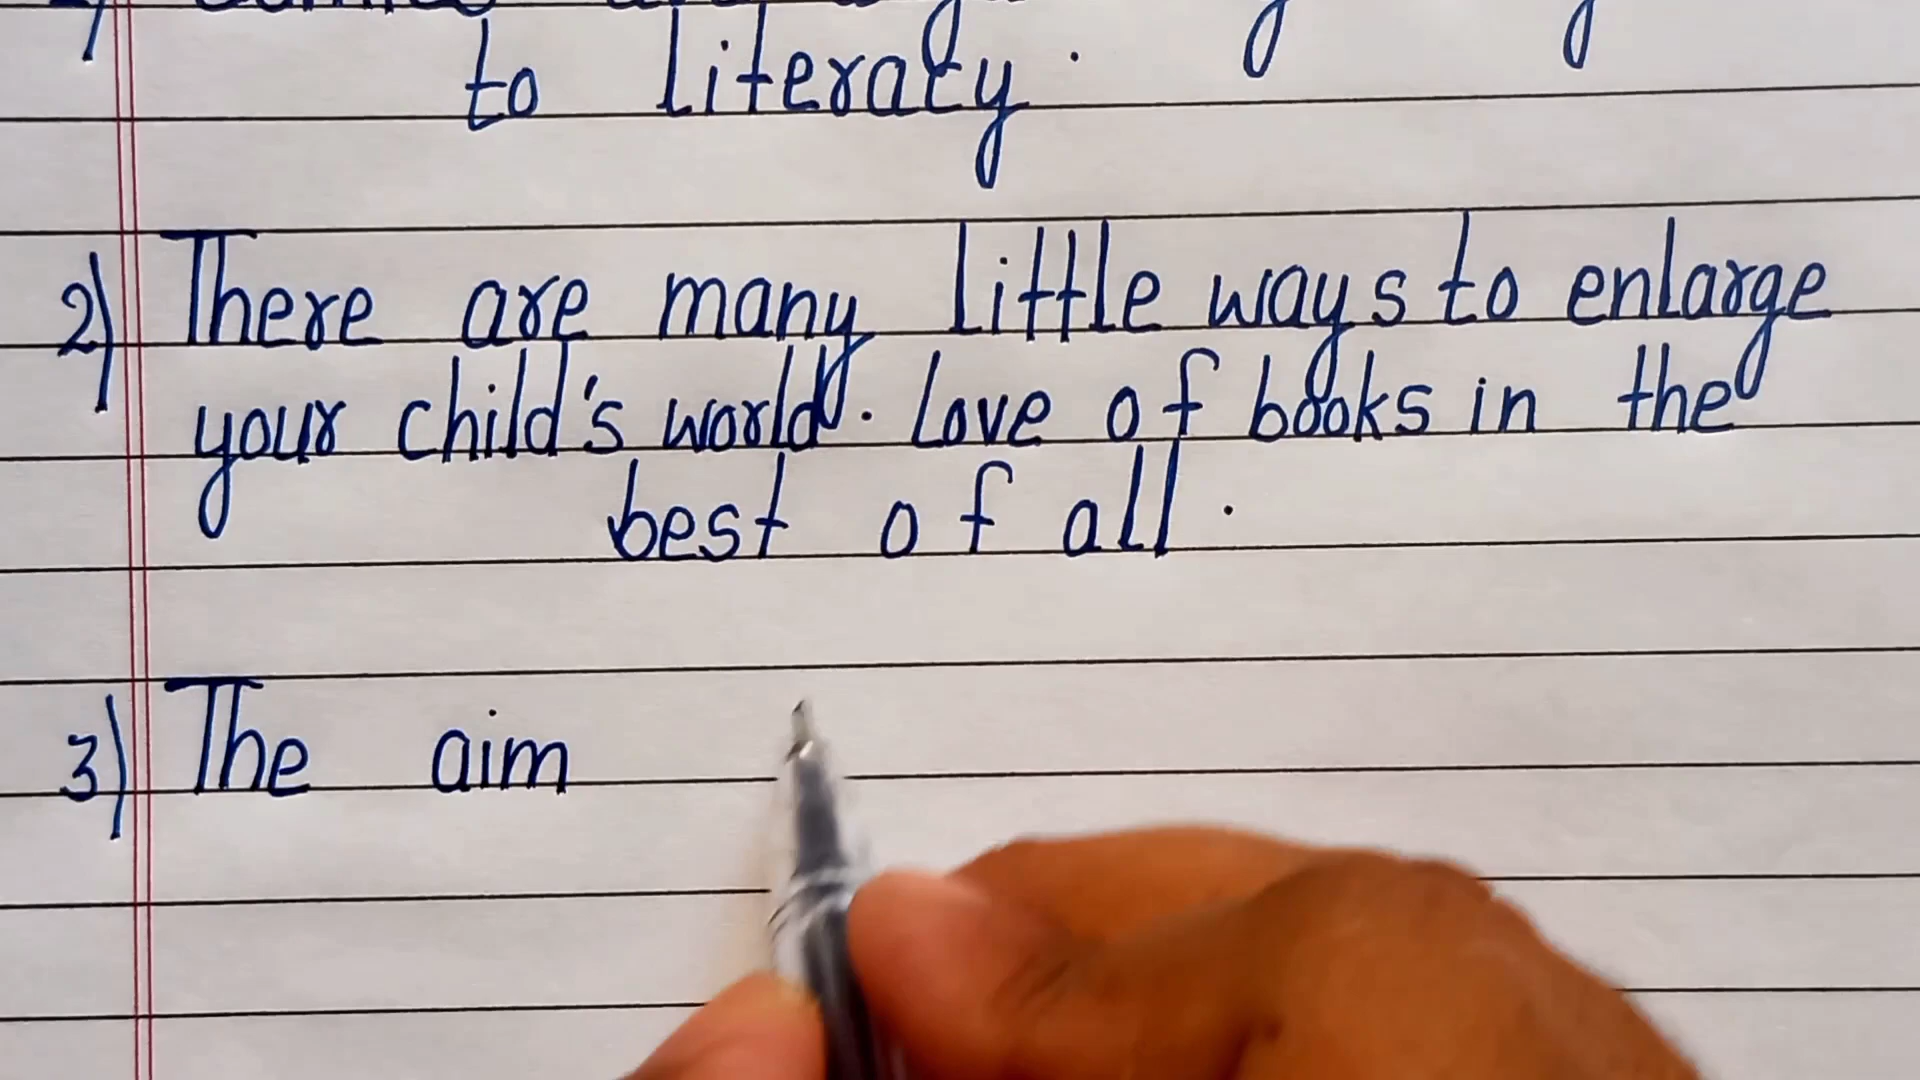 to literacy.
2) There are many little ways to enlarge
your child's world. Love of books in the
best of all.
3) The aim